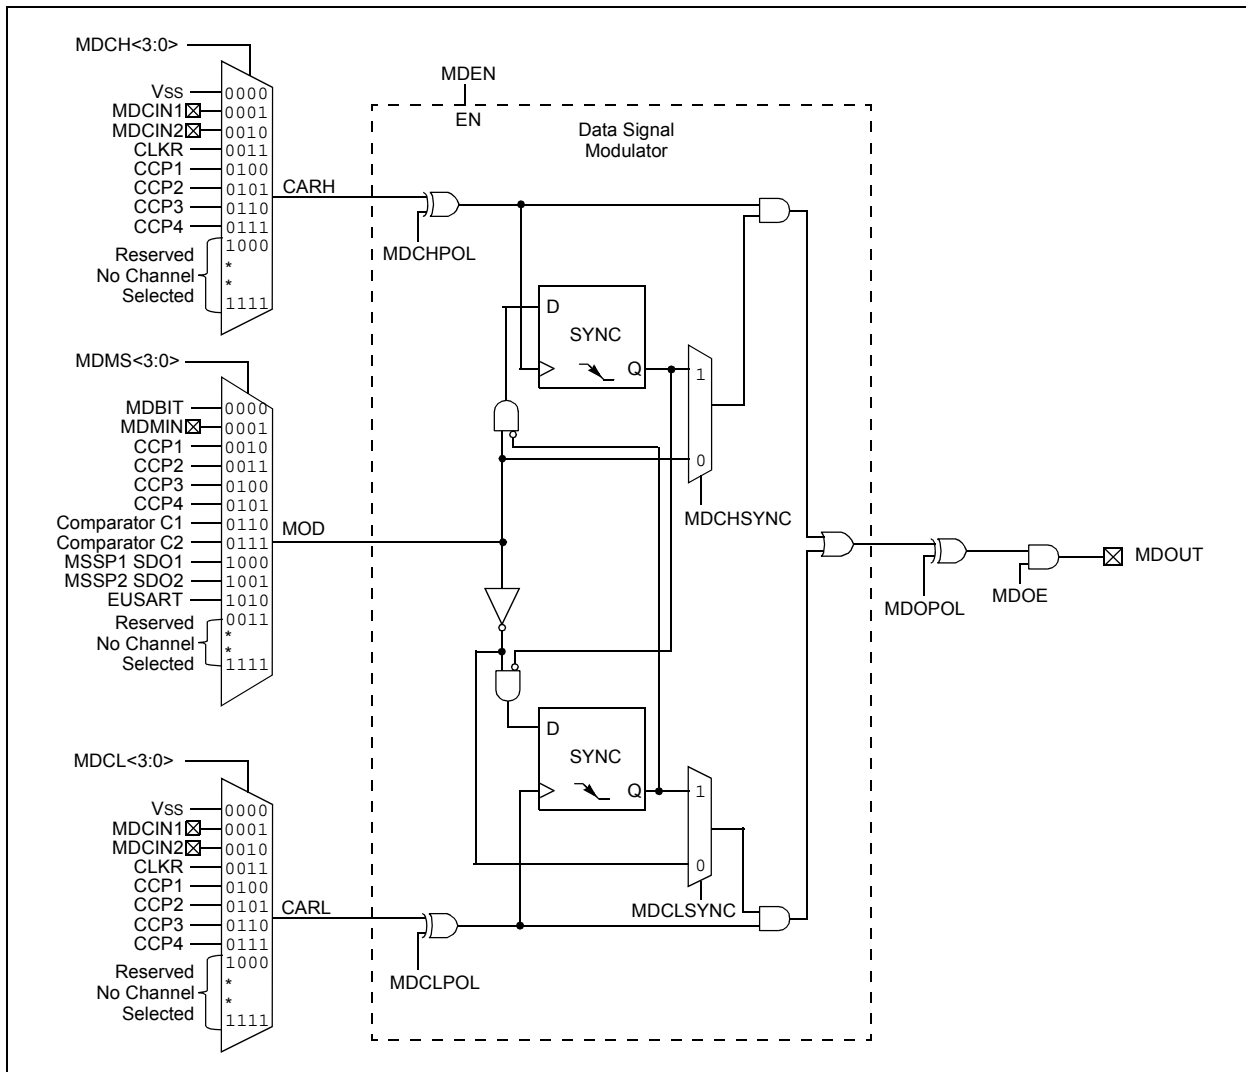 MDCH<3:0>
VSS 0000
MDCIN1 0001
MDCIN2 0010
CLKR 0011
CCP1 0100
CCP2 0101
CCP3 0110
CCP4 0111
Reserved 1000
No Channel *
*
Selected 1111
CARH
MDEN
EN
Data Signal
Modulator
MDCHPOL
D
SYNC
Q
1
0
MDCHSYNC
MDMS<3:0>
MDBIT 0000
MDMIN 0001
CCP1 0010
CCP2 0011
CCP3 0100
CCP4 0101
Comparator C1 0110
Comparator C2 0111
MSSP1 SDO1 1000
MSSP2 SDO2 1001
EUSART 1010
Reserved 0011
No Channel *
*
Selected 1111
MOD
MDOPOL
MDOE
MDOUT
D
SYNC
Q
1
0
MDCLSYNC
MDCL<3:0>
VSS 0000
MDCIN1 0001
MDCIN2 0010
CLKR 0011
CCP1 0100
CCP2 0101
CCP3 0110
CCP4 0111
Reserved 1000
No Channel *
*
Selected 1111
CARL
MDCLPOL